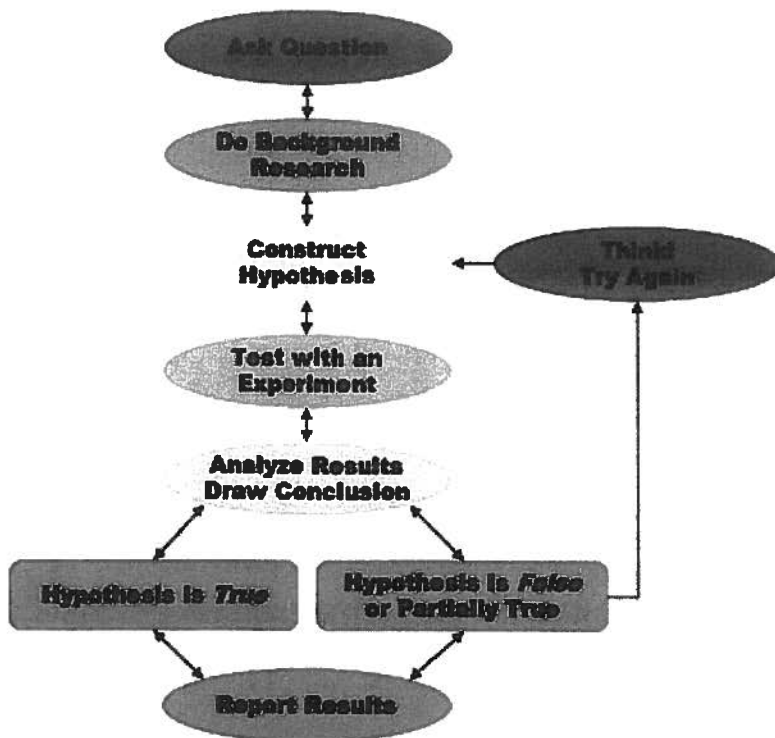 Ask Question
Do Background
Research
Construct
Hypothesis
Think!
Try Again
Test with an
Experiment
Analyze Results
Draw Conclusion
Hypothesis is True
Hypothesis is False
or Partially True
Report Results